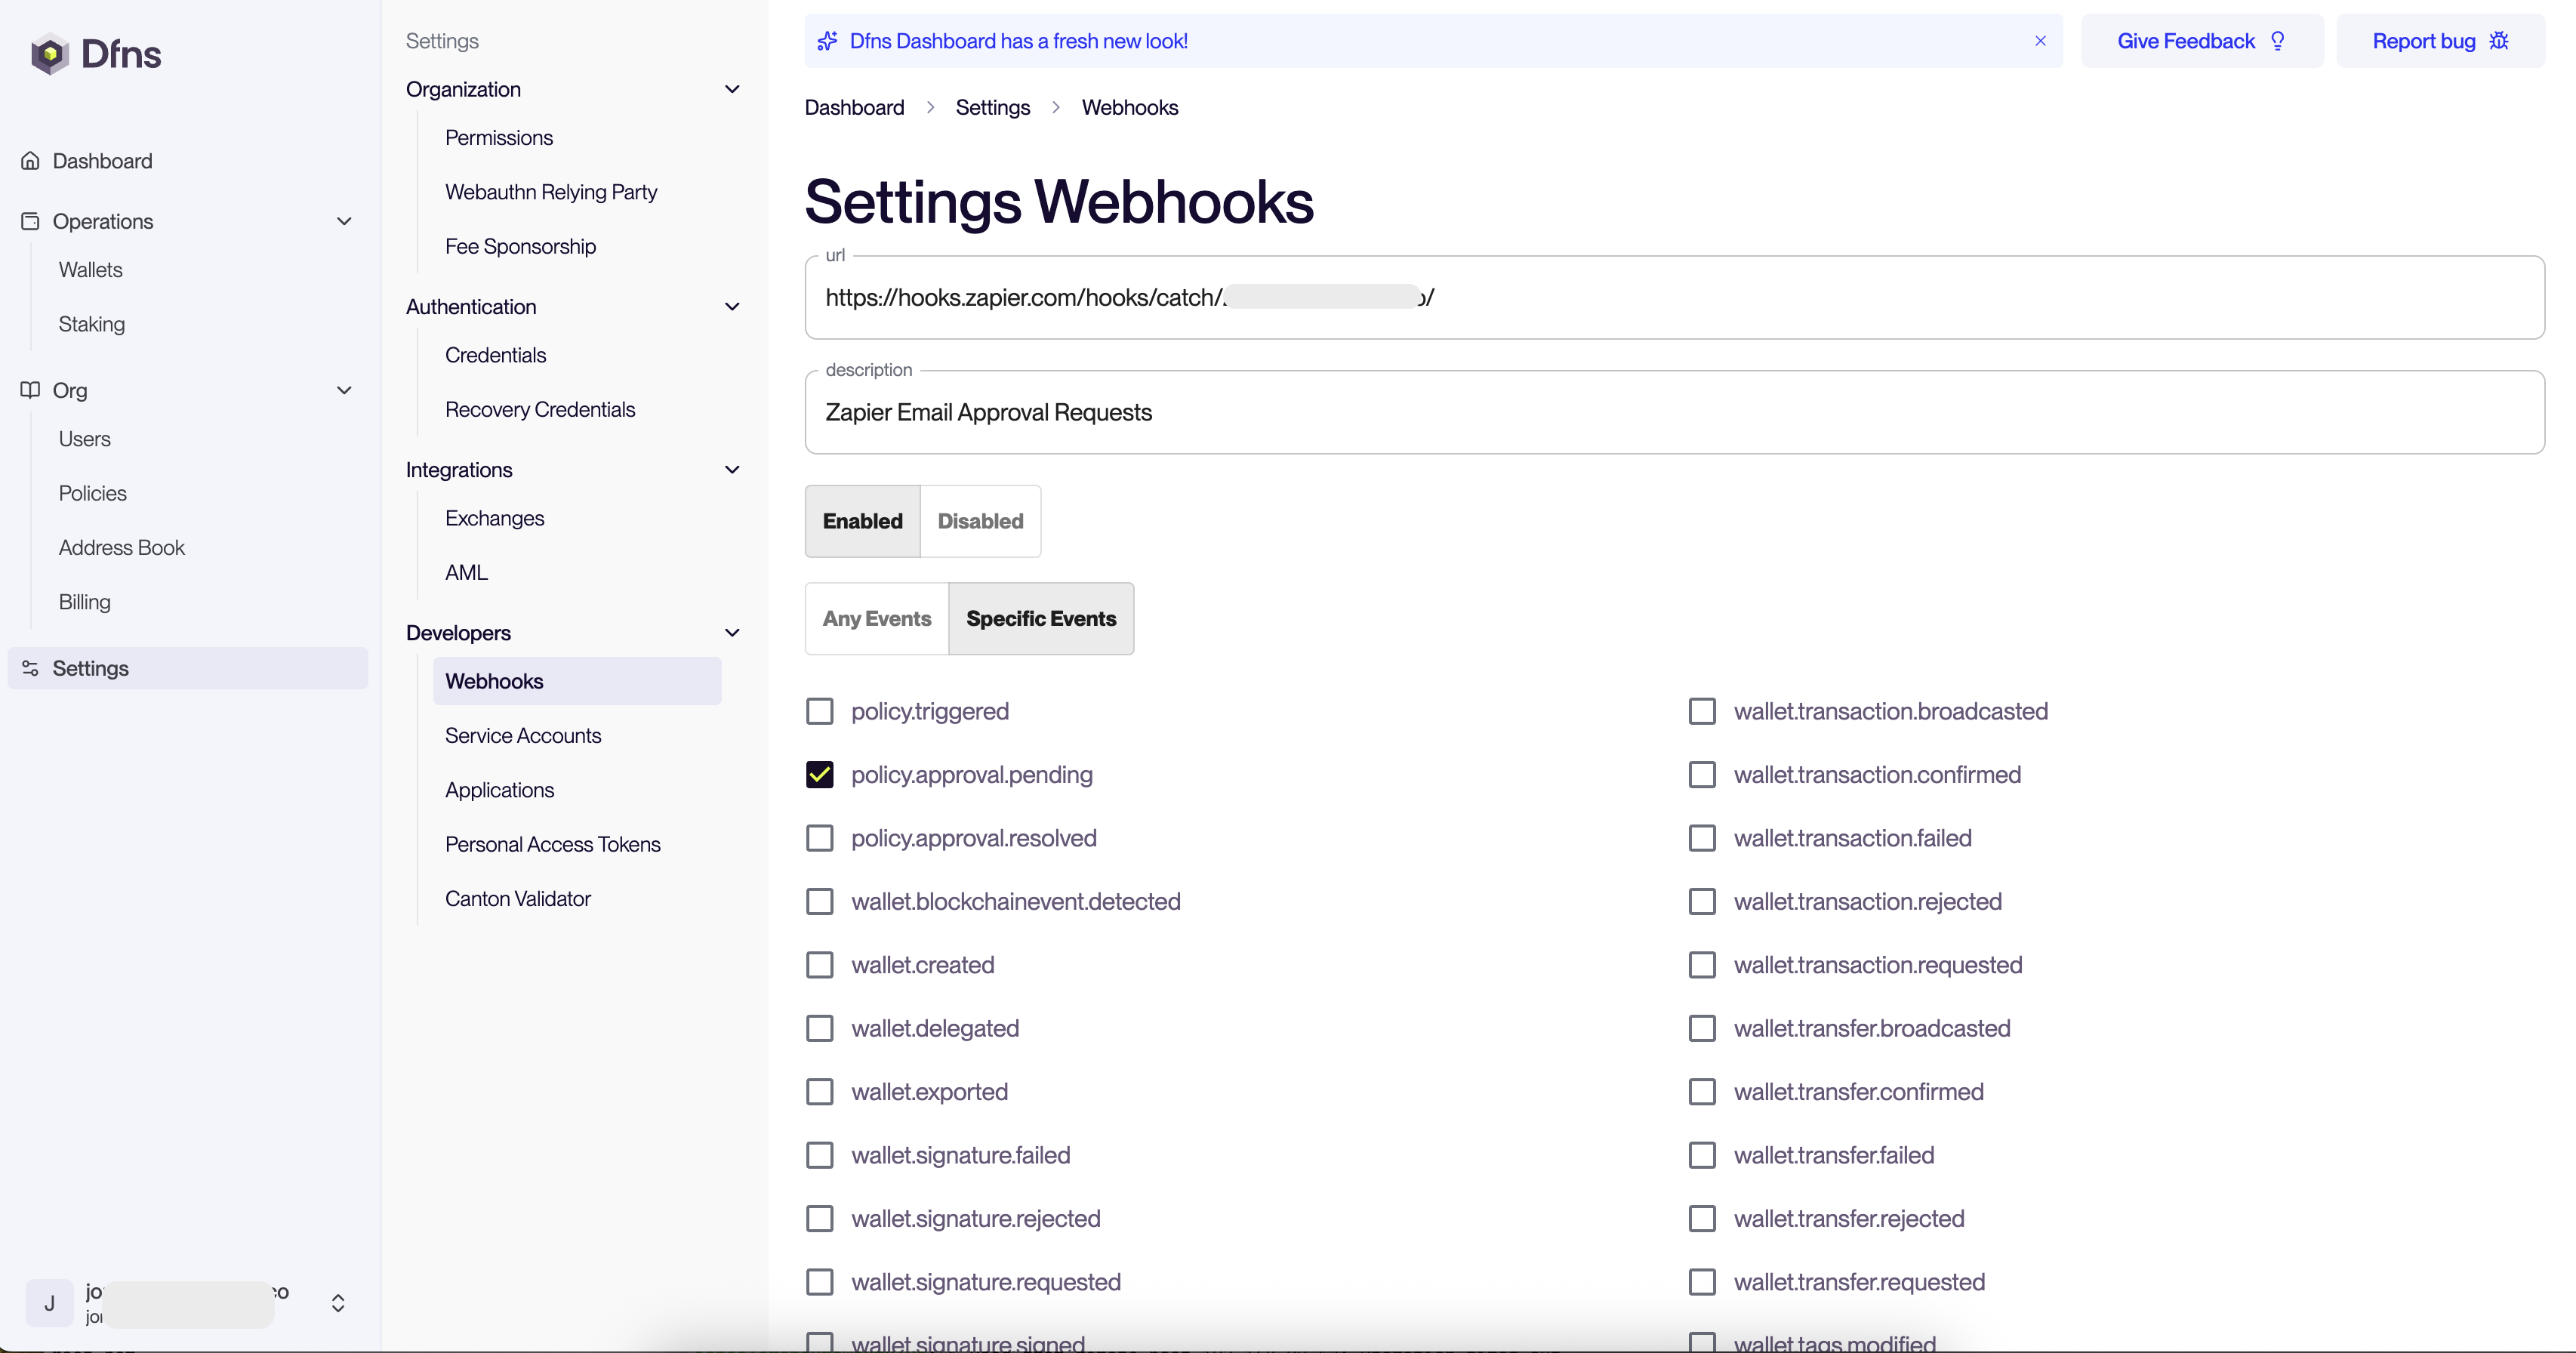 Dfns
Dashboard
Operations
Wallets
Staking
Org
Users
Policies
Address Book
Billing
Settings
J
Settings
Organization
Permissions
Webauthn Relying Party
Fee Sponsorship
Authentication
Credentials
Recovery Credentials
Integrations
Exchanges
AML
Developers
Webhooks
Service Accounts
Applications
Personal Access Tokens
Canton Validator
Dfns Dashboard has a fresh new look!
Give Feedback
Report bug
Dashboard > Settings > Webhooks
Settings Webhooks
url
https://hooks.zapier.com/hooks/catch/
description
Zapier Email Approval Requests
Enabled Disabled
Any Events Specific Events
policy.triggered
policy.approval.pending
policy.approval.resolved
wallet.blockchainevent.detected
wallet.created
wallet.delegated
wallet.exported
wallet.signature.failed
wallet.signature.rejected
wallet.signature.requested
wallet.signature.signed
wallet.transaction.broadcasted
wallet.transaction.confirmed
wallet.transaction.failed
wallet.transaction.rejected
wallet.transaction.requested
wallet.transfer.broadcasted
wallet.transfer.confirmed
wallet.transfer.failed
wallet.transfer.rejected
wallet.transfer.requested
wallet.tags.modified